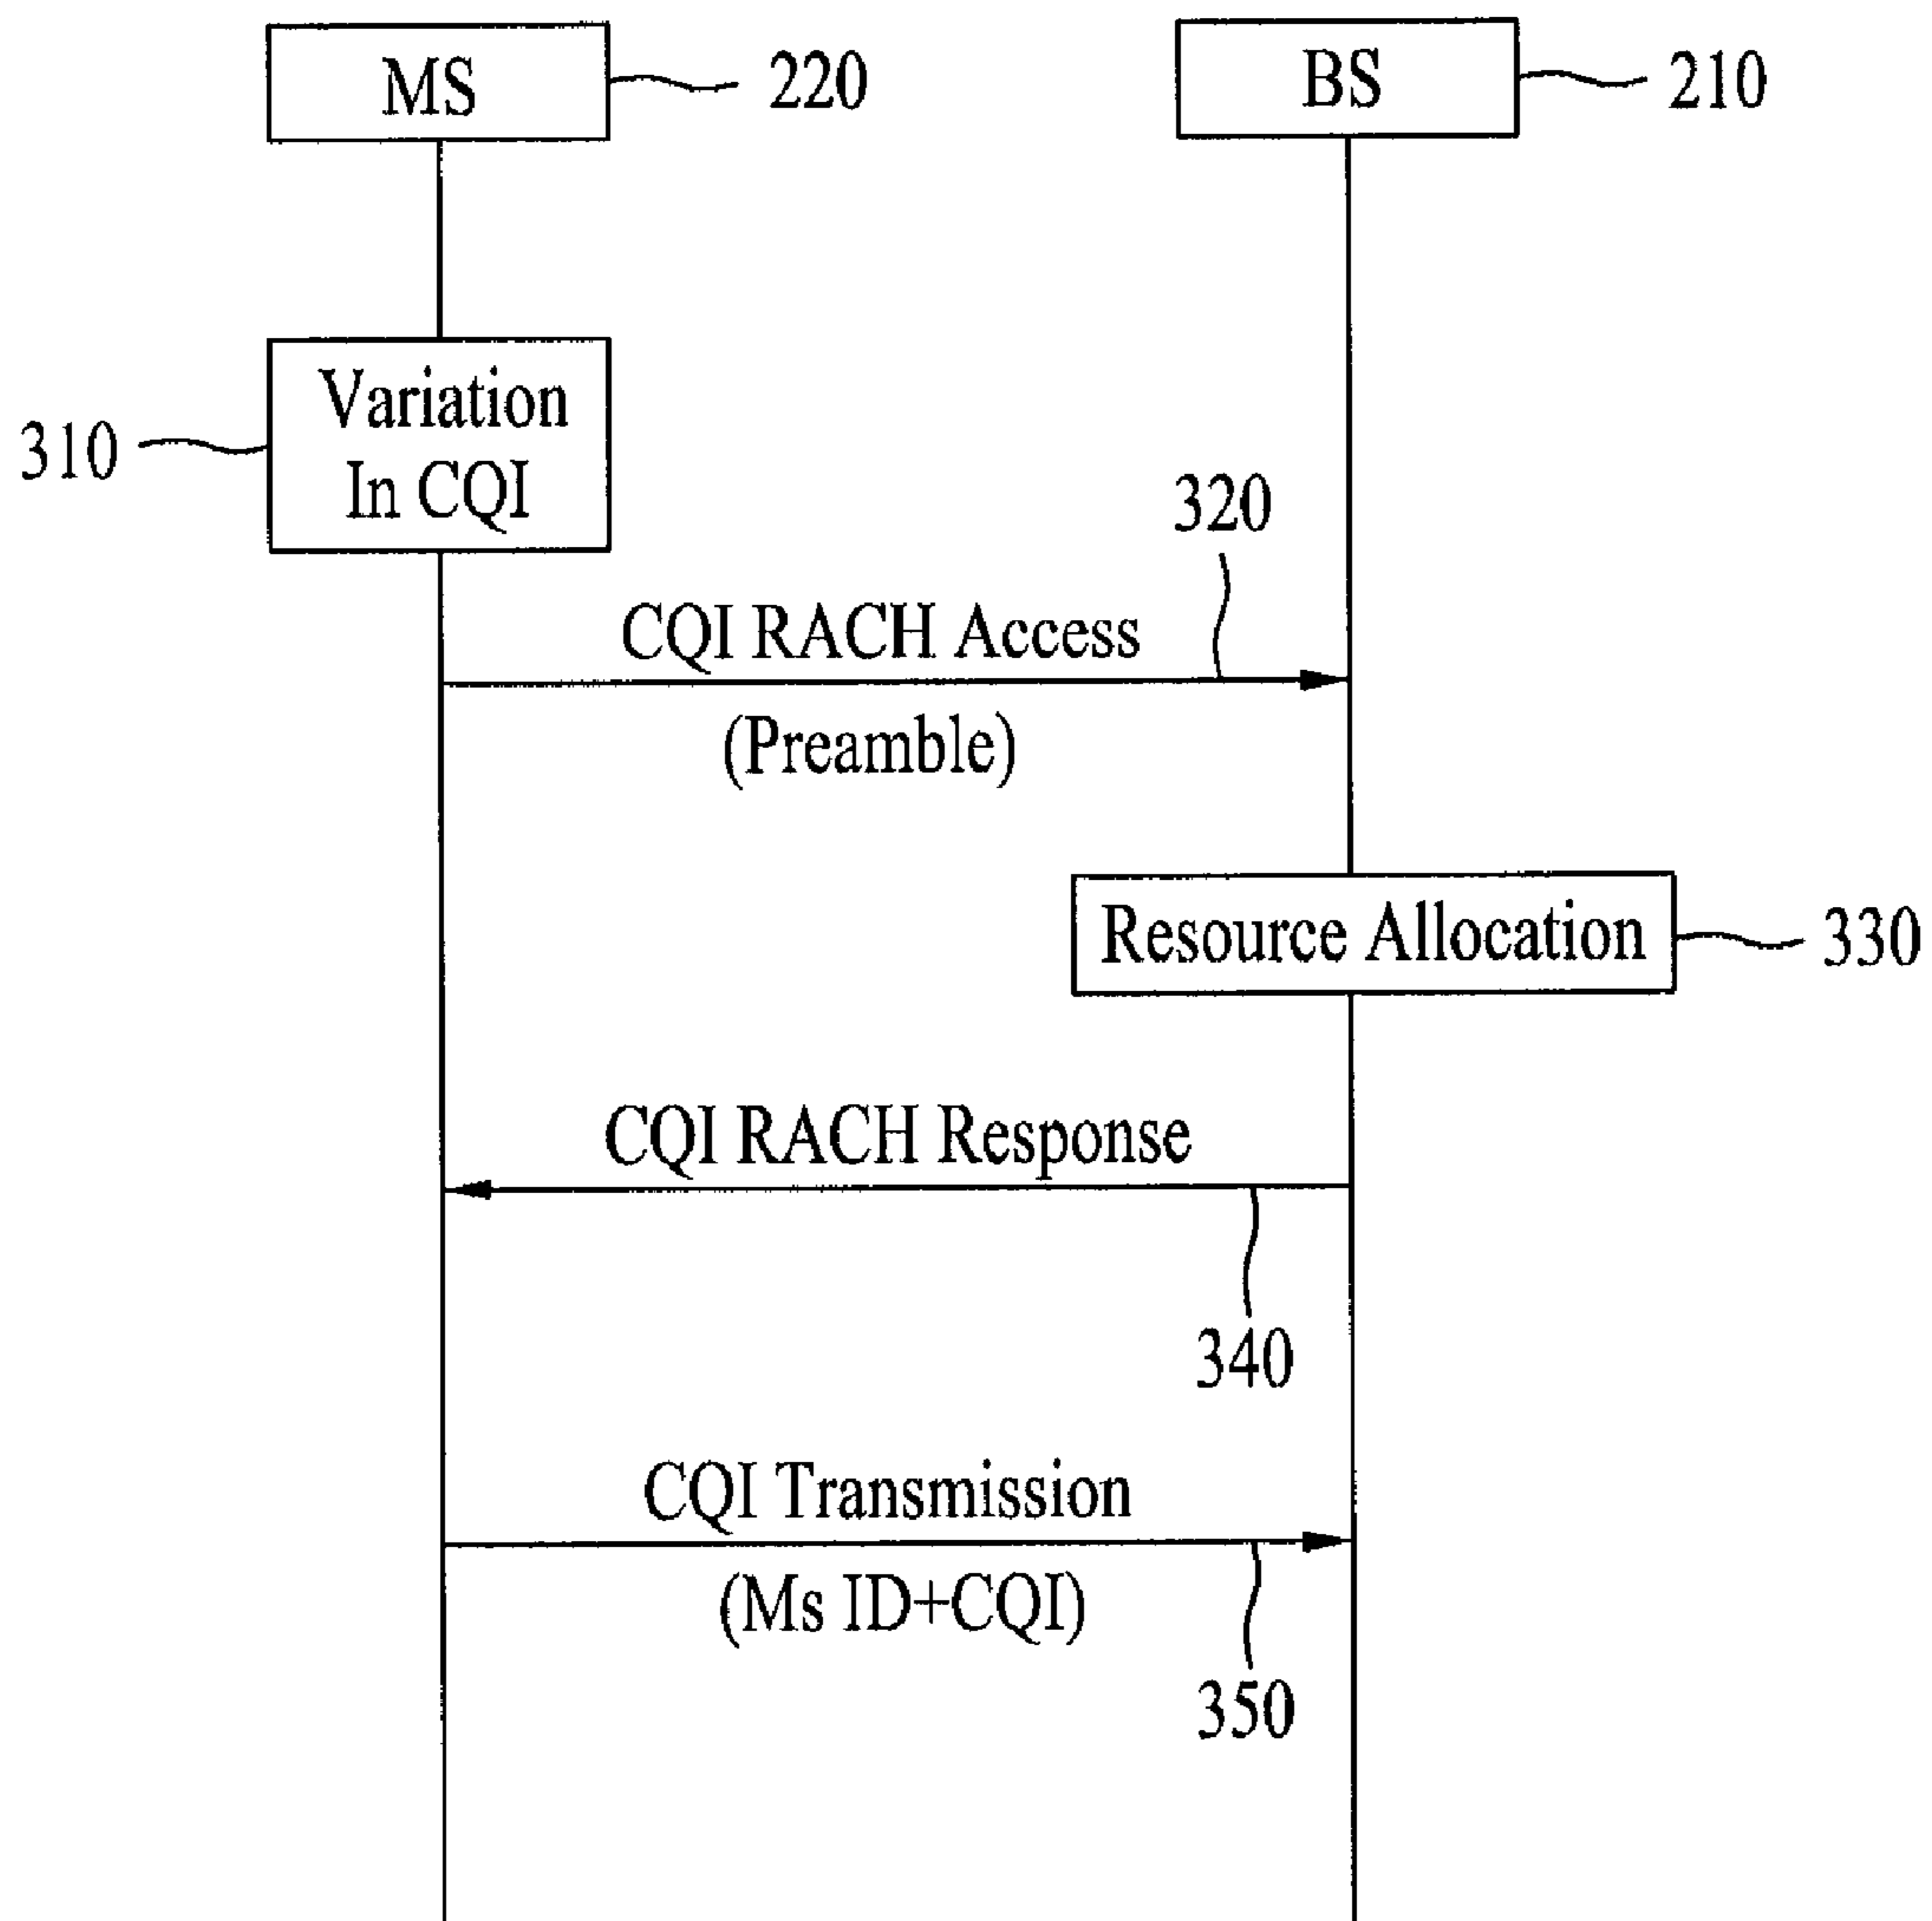 MS
220
BS
210
Variation
In CQI
310
320
CQI RACH Access
(Preamble)
Resource Allocation
330
CQI RACH Response
340
CQI Transmission
(Ms ID+CQI)
350